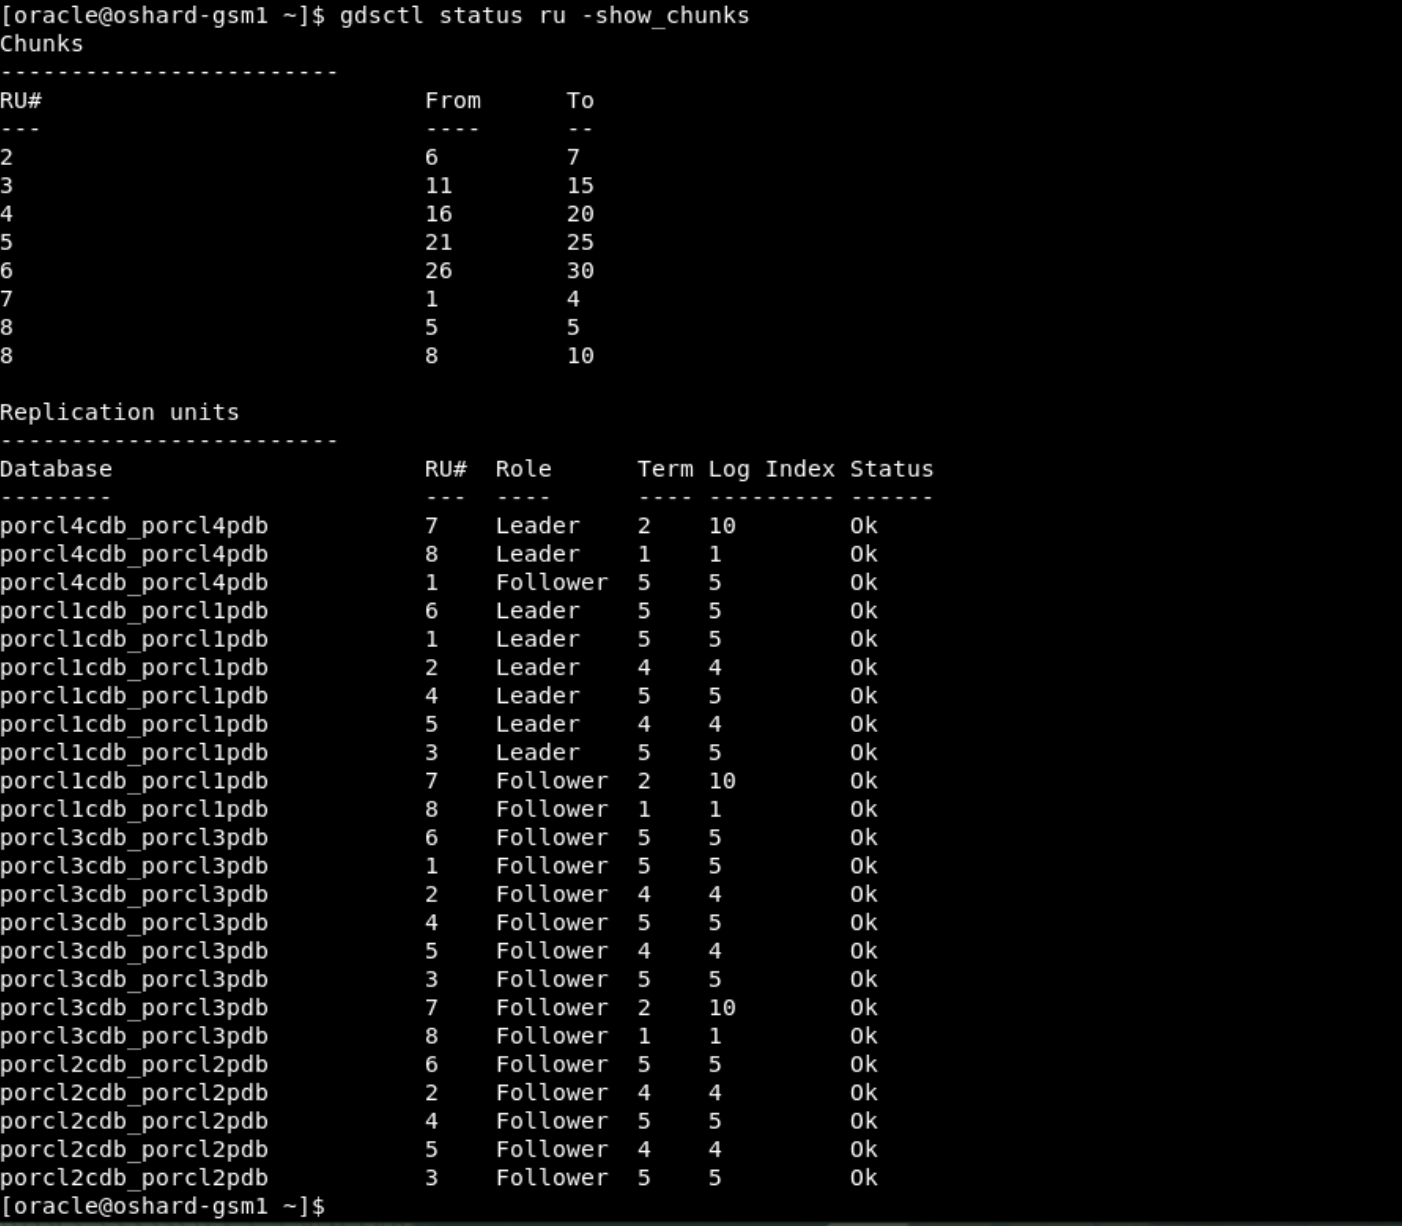 [oracle@oshard-gsm1 ~]$ gdsctl status ru -show_chunks
Chunks
------------------------
RU#                           From      To
---                           ----      --
2                             6         7
3                             11        15
4                             16        20
5                             21        25
6                             26        30
7                             1         4
8                             5         5
8                             8         10

Replication units
------------------------
Database                      RU#  Role      Term Log Index Status
--------                      ---  ----      ---- --------- ------
porcl4cdb_porcl4pdb           7    Leader    2    10        Ok
porcl4cdb_porcl4pdb           8    Leader    1    1         Ok
porcl4cdb_porcl4pdb           1    Follower  5    5         Ok
porcl1cdb_porcl1pdb           6    Leader    5    5         Ok
porcl1cdb_porcl1pdb           1    Leader    5    5         Ok
porcl1cdb_porcl1pdb           2    Leader    4    4         Ok
porcl1cdb_porcl1pdb           4    Leader    5    5         Ok
porcl1cdb_porcl1pdb           5    Leader    4    4         Ok
porcl1cdb_porcl1pdb           3    Leader    5    5         Ok
porcl1cdb_porcl1pdb           7    Follower  2    10        Ok
porcl1cdb_porcl1pdb           8    Follower  1    1         Ok
porcl3cdb_porcl3pdb           6    Follower  5    5         Ok
porcl3cdb_porcl3pdb           1    Follower  5    5         Ok
porcl3cdb_porcl3pdb           2    Follower  4    4         Ok
porcl3cdb_porcl3pdb           4    Follower  5    5         Ok
porcl3cdb_porcl3pdb           5    Follower  4    4         Ok
porcl3cdb_porcl3pdb           3    Follower  5    5         Ok
porcl3cdb_porcl3pdb           7    Follower  2    10        Ok
porcl3cdb_porcl3pdb           8    Follower  1    1         Ok
porcl2cdb_porcl2pdb           6    Follower  5    5         Ok
porcl2cdb_porcl2pdb           2    Follower  4    4         Ok
porcl2cdb_porcl2pdb           4    Follower  5    5         Ok
porcl2cdb_porcl2pdb           5    Follower  4    4         Ok
porcl2cdb_porcl2pdb           3    Follower  5    5         Ok
[oracle@oshard-gsm1 ~]$